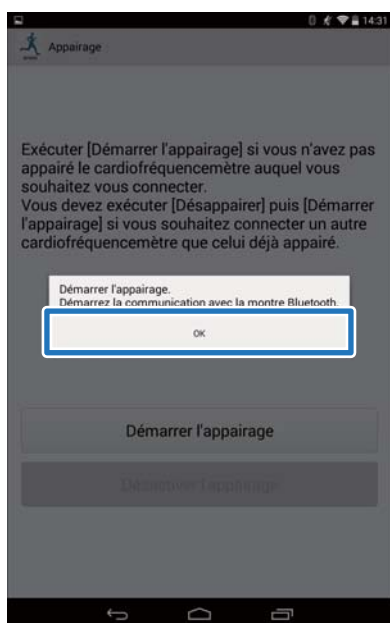 14:31
Appairage
Exécuter [Démarrer l'appairage] si vous n'avez pas
appairé le cardiofréquencemètre auquel vous
souhaitez vous connecter.
Vous devez exécuter [Désappairer] puis [Démarrer
l'appairage] si vous souhaitez connecter un autre
cardiofréquencemètre que celui déjà appairé.
Démarrer l'appairage.
Démarrez la communication avec la montre Bluetooth.
OK
Démarrer l'appairage
l'appairage